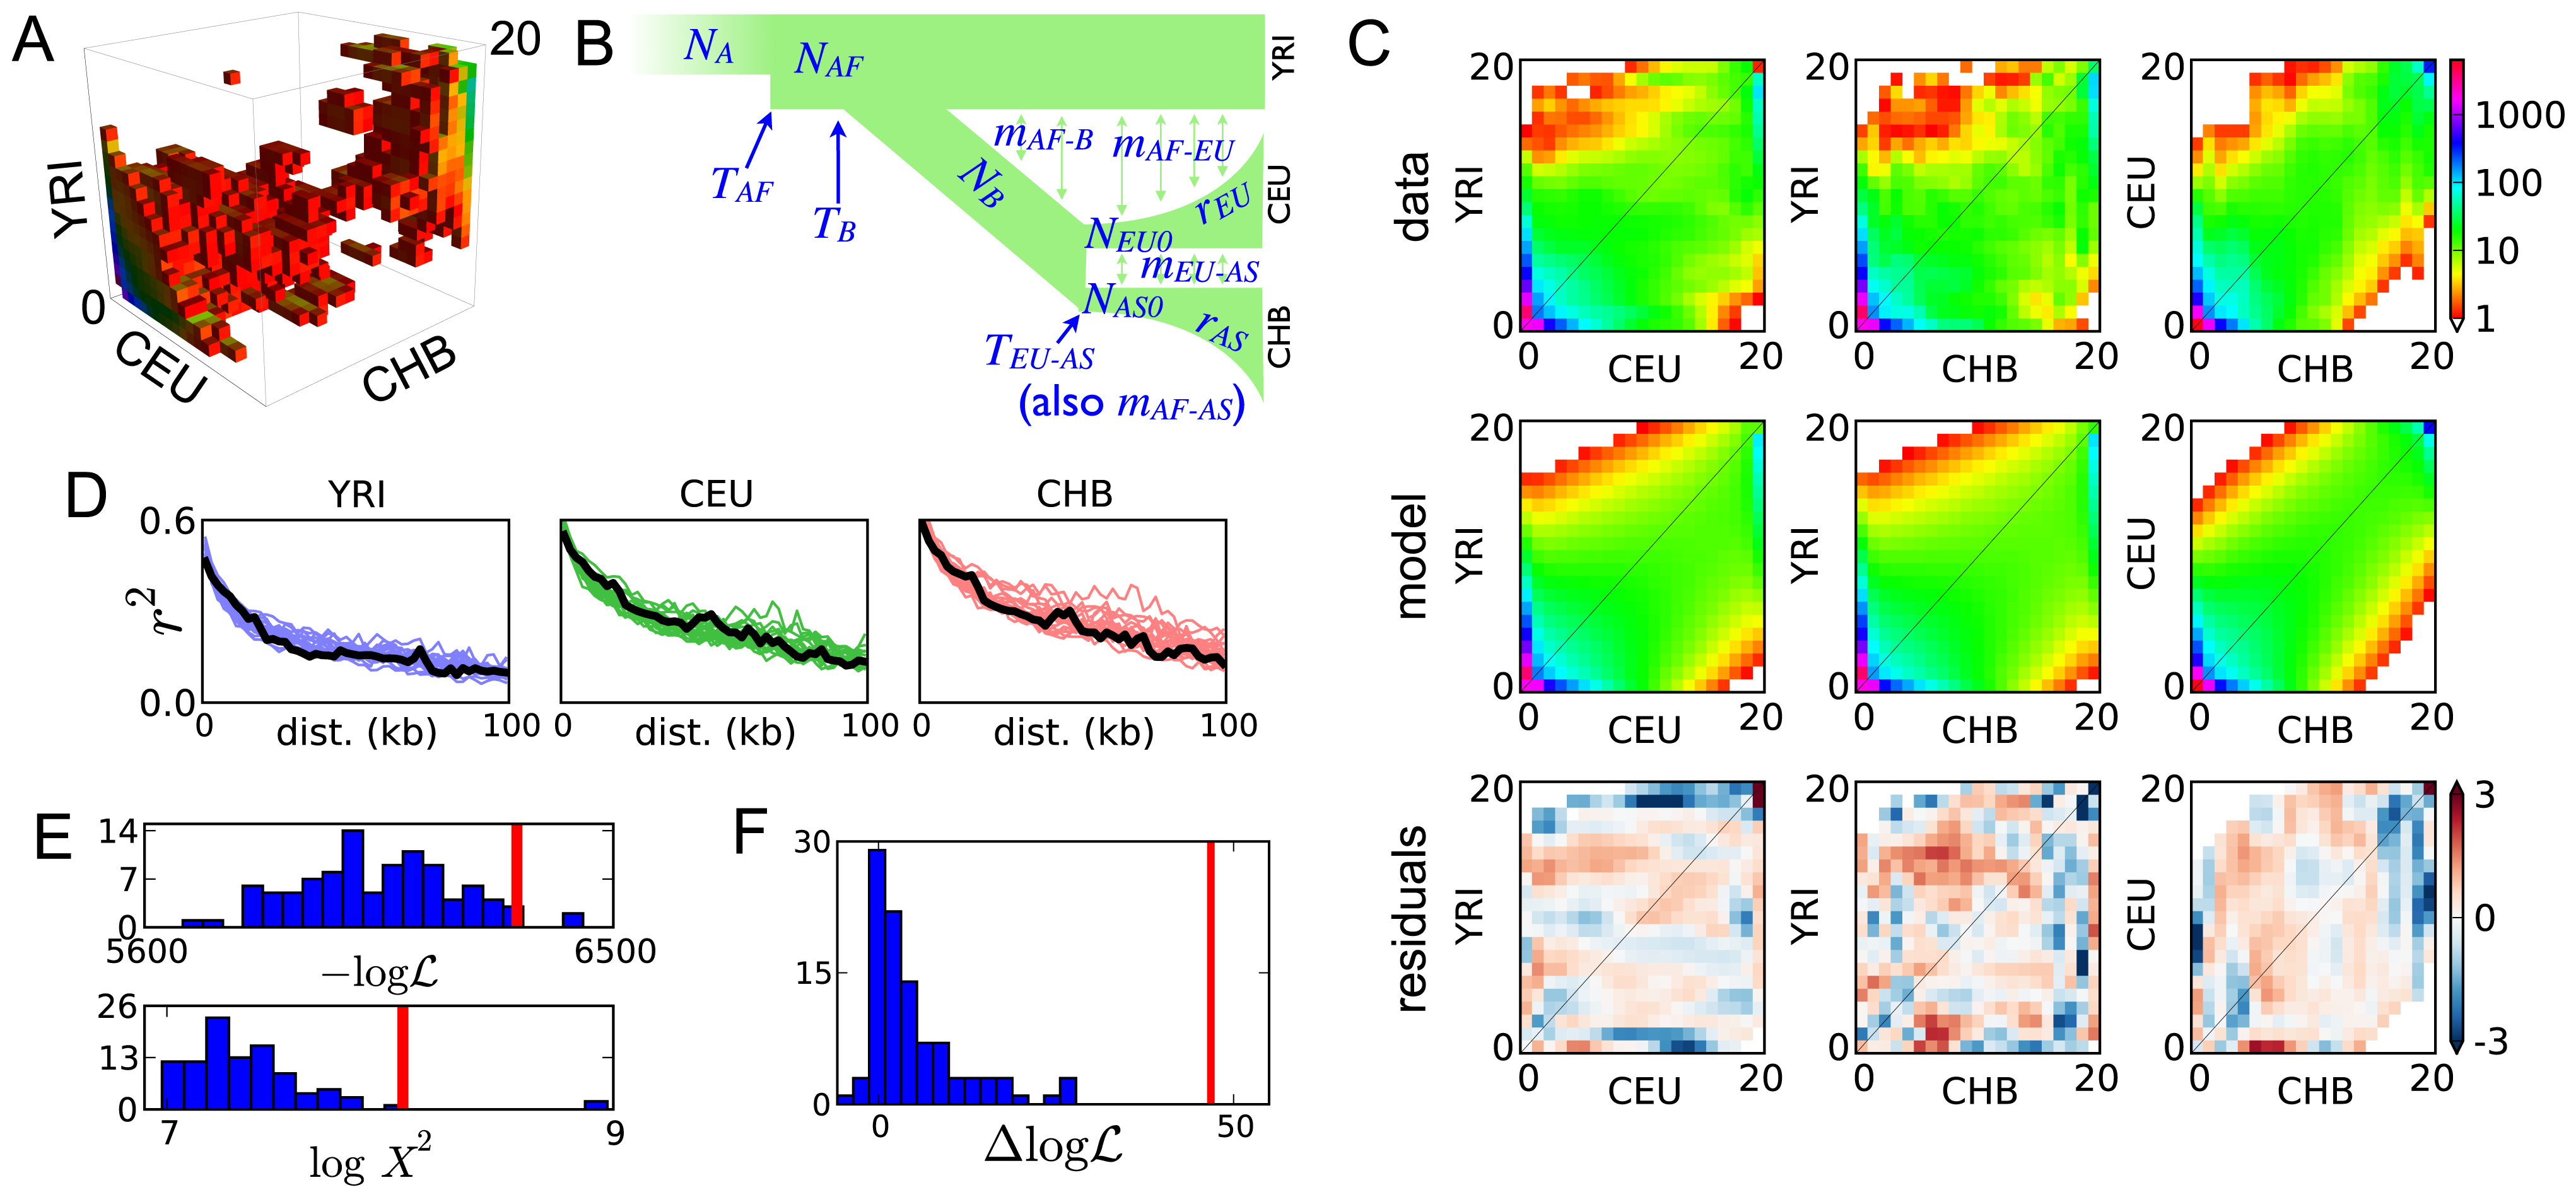 A
20
YRI
0
CEU
CHB
B
N_A
N_AF
T_AF
T_B
N_B
m_AF-B
m_AF-EU
N_EU0
r_EU
m_EU-AS
N_AS0
r_AS
T_EU-AS
(also m_AF-AS)
YRI
CEU
CHB
C
data
20
YRI
0
0
CEU
20
20
YRI
0
0
CHB
20
20
CEU
0
0
CHB
20
1000
100
10
1
model
20
YRI
0
0
CEU
20
20
YRI
0
0
CHB
20
20
CEU
0
0
CHB
20
residuals
20
YRI
0
0
CEU
20
20
YRI
0
0
CHB
20
20
CEU
0
0
CHB
20
3
0
-3
D
YRI
CEU
CHB
0.6
r²
0.0
0
dist. (kb)
100
0
dist. (kb)
100
0
dist. (kb)
100
E
14
7
0
5600
6500
−logℒ
26
13
0
7
9
log X²
F
30
15
0
0
50
Δlogℒ